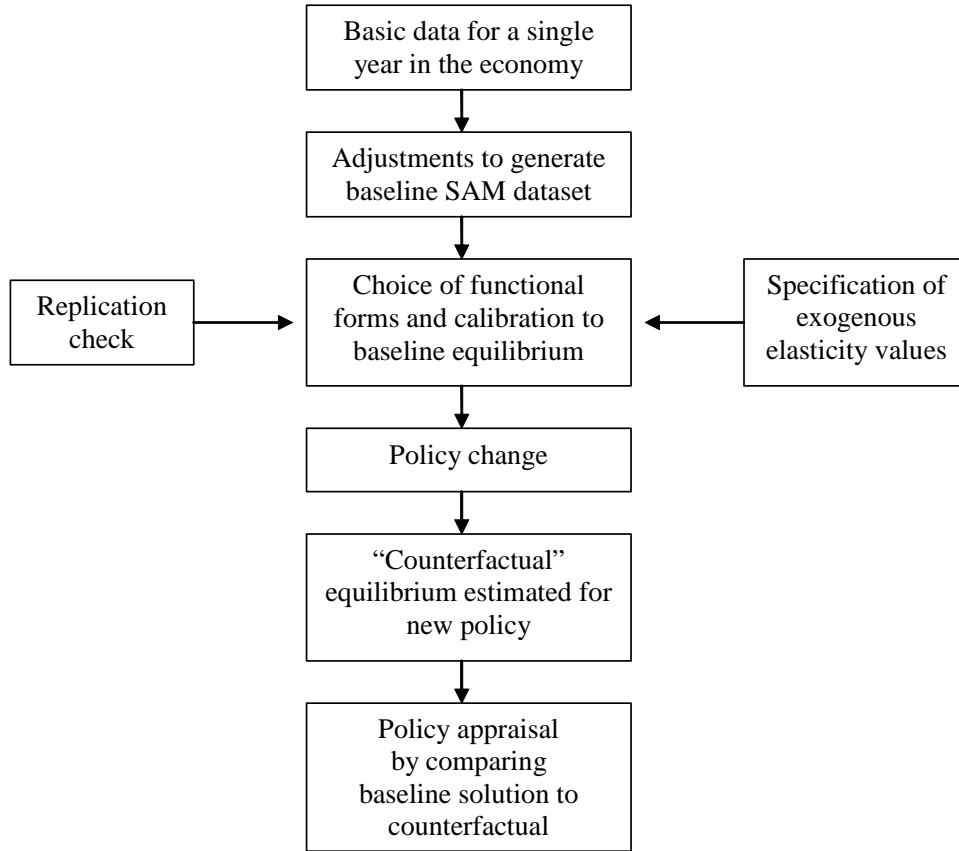 Basic data for a single
year in the economy
Adjustments to generate
baseline SAM dataset
Replication
check
Choice of functional
forms and calibration to
baseline equilibrium
Specification of
exogenous
elasticity values
Policy change
“Counterfactual”
equilibrium estimated for
new policy
Policy appraisal
by comparing
baseline solution to
counterfactual